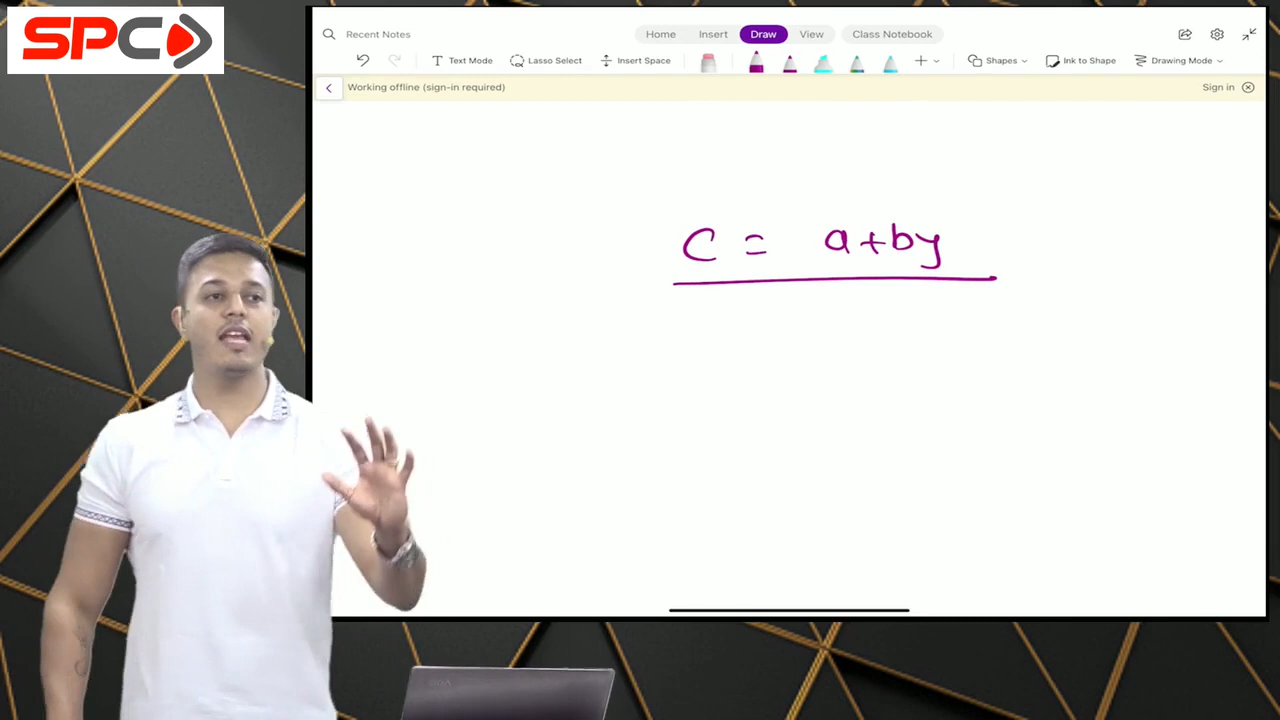 SPC
Recent Notes
Home Insert Draw View Class Notebook
Text Mode Lasso Select Insert Space Shapes Ink to Shape Drawing Mode
Working offline (sign-in required) Sign in
C = a+by